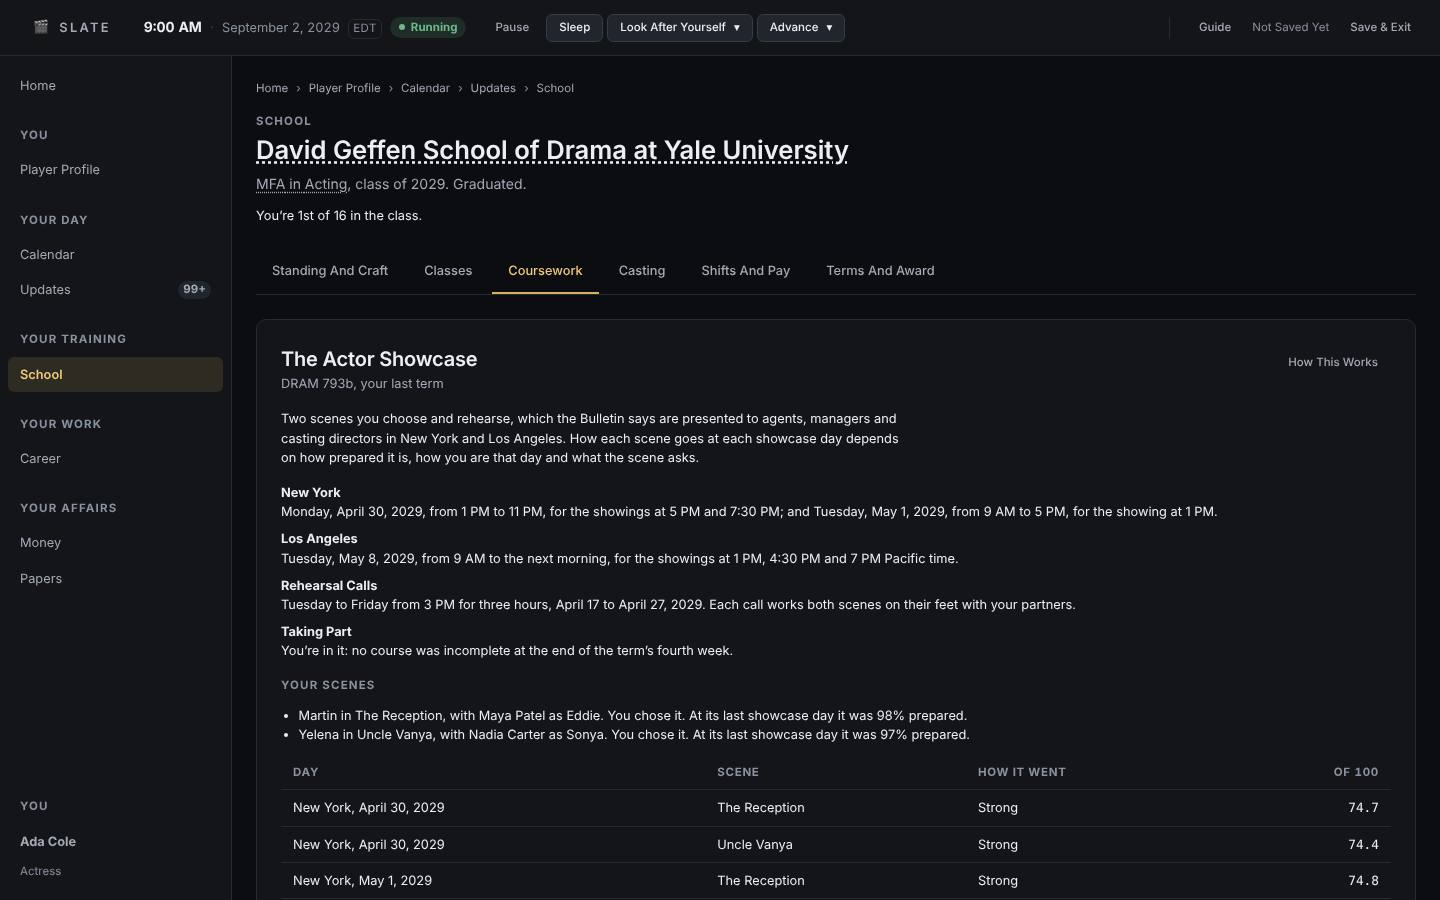 SLATE
9:00 AM · September 2, 2029 EDT Running
Pause
Sleep
Look After Yourself ▾
Advance ▾
Guide
Not Saved Yet
Save & Exit
Home
YOU
Player Profile
YOUR DAY
Calendar
Updates 99+
YOUR TRAINING
School
YOUR WORK
Career
YOUR AFFAIRS
Money
Papers
YOU
Ada Cole
Actress
Home › Player Profile › Calendar › Updates › School
SCHOOL
David Geffen School of Drama at Yale University
MFA in Acting, class of 2029. Graduated.
You’re 1st of 16 in the class.
Standing And Craft
Classes
Coursework
Casting
Shifts And Pay
Terms And Award
The Actor Showcase
How This Works
DRAM 793b, your last term
Two scenes you choose and rehearse, which the Bulletin says are presented to agents, managers and
casting directors in New York and Los Angeles. How each scene goes at each showcase day depends
on how prepared it is, how you are that day and what the scene asks.
New York
Monday, April 30, 2029, from 1 PM to 11 PM, for the showings at 5 PM and 7:30 PM; and Tuesday, May 1, 2029, from 9 AM to 5 PM, for the showing at 1 PM.
Los Angeles
Tuesday, May 8, 2029, from 9 AM to the next morning, for the showings at 1 PM, 4:30 PM and 7 PM Pacific time.
Rehearsal Calls
Tuesday to Friday from 3 PM for three hours, April 17 to April 27, 2029. Each call works both scenes on their feet with your partners.
Taking Part
You’re in it: no course was incomplete at the end of the term’s fourth week.
YOUR SCENES
• Martin in The Reception, with Maya Patel as Eddie. You chose it. At its last showcase day it was 98% prepared.
• Yelena in Uncle Vanya, with Nadia Carter as Sonya. You chose it. At its last showcase day it was 97% prepared.
DAY SCENE HOW IT WENT OF 100
New York, April 30, 2029 The Reception Strong 74.7
New York, April 30, 2029 Uncle Vanya Strong 74.4
New York, May 1, 2029 The Reception Strong 74.8